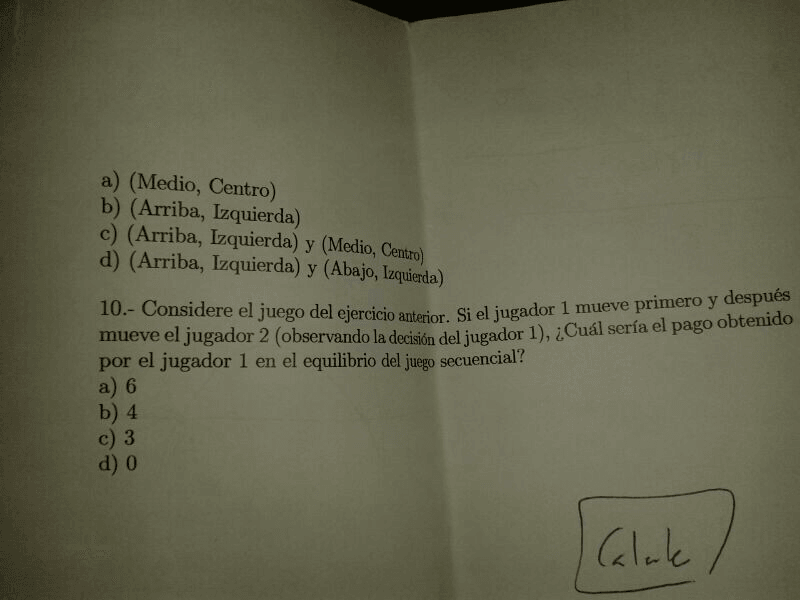 a) (Medio, Centro)
b) (Arriba, Izquierda)
c) (Arriba, Izquierda) y (Medio, Centro)
d) (Arriba, Izquierda) y (Abajo, Izquierda)
10.- Considere el juego del ejercicio anterior. Si el jugador 1 mueve primero y después
mueve el jugador 2 (observando la decisión del jugador 1), ¿Cuál sería el pago obtenido
por el jugador 1 en el equilibrio del juego secuencial?
a) 6
b) 4
c) 3
d) 0